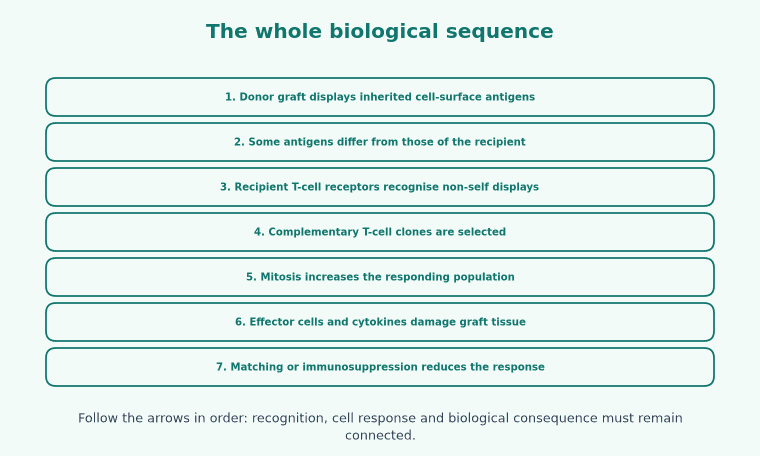 The whole biological sequence
1. Donor graft displays inherited cell-surface antigens
2. Some antigens differ from those of the recipient
3. Recipient T-cell receptors recognise non-self displays
4. Complementary T-cell clones are selected
5. Mitosis increases the responding population
6. Effector cells and cytokines damage graft tissue
7. Matching or immunosuppression reduces the response
Follow the arrows in order: recognition, cell response and biological consequence must remain
connected.